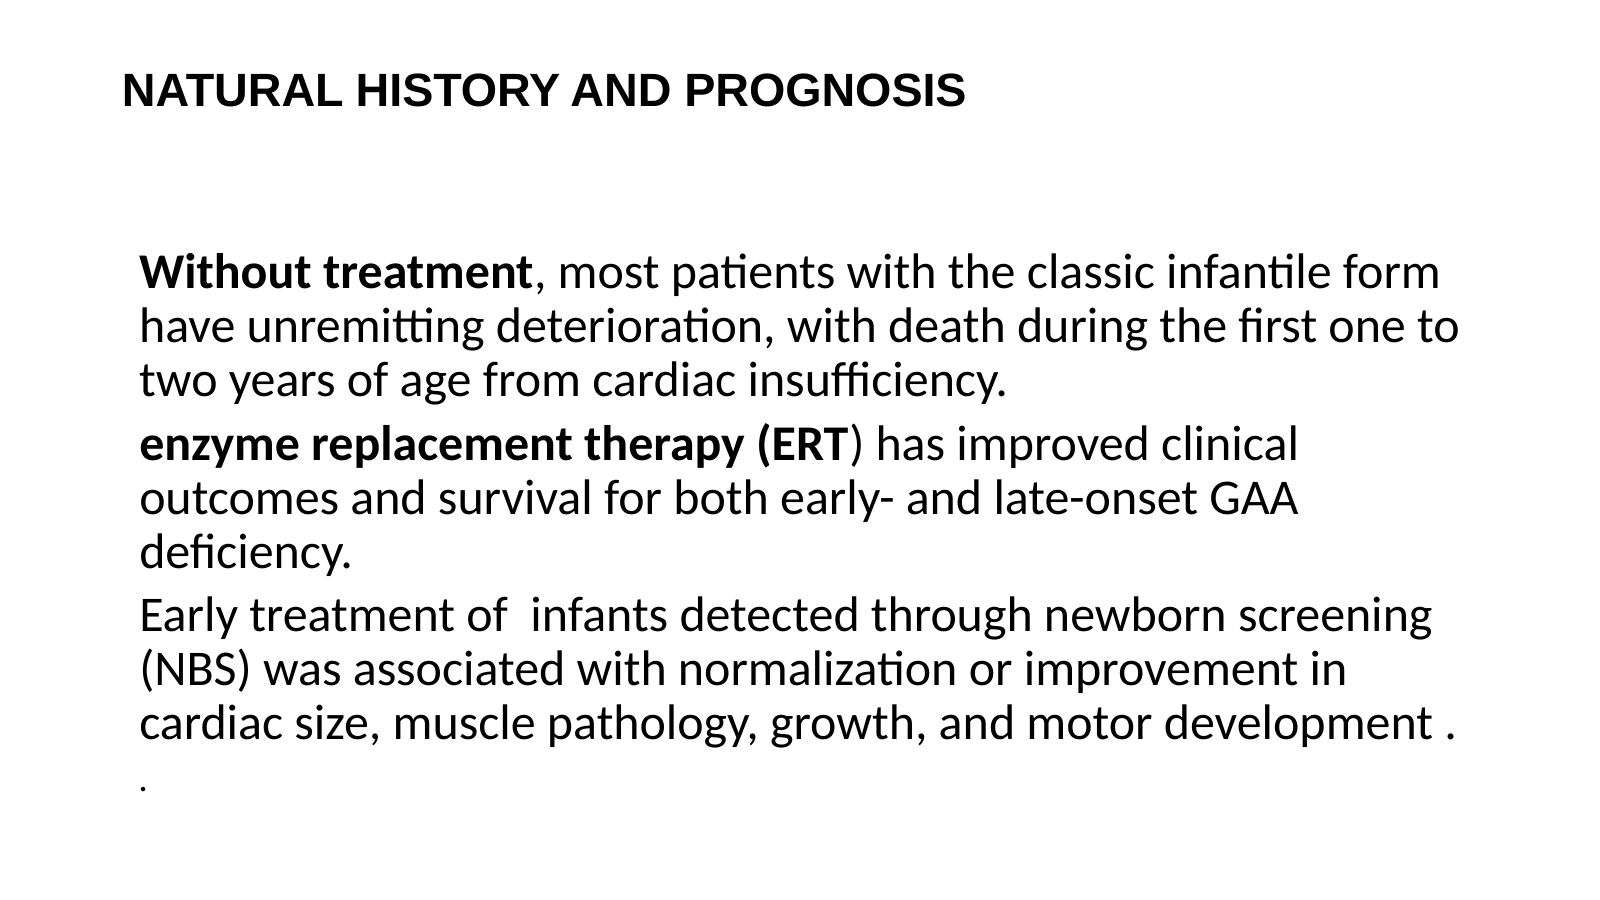 NATURAL HISTORY AND PROGNOSIS
Without treatment, most patients with the classic infantile form
have unremitting deterioration, with death during the first one to
two years of age from cardiac insufficiency.
enzyme replacement therapy (ERT) has improved clinical
outcomes and survival for both early- and late-onset GAA
deficiency.
Early treatment of  infants detected through newborn screening
(NBS) was associated with normalization or improvement in
cardiac size, muscle pathology, growth, and motor development .
.